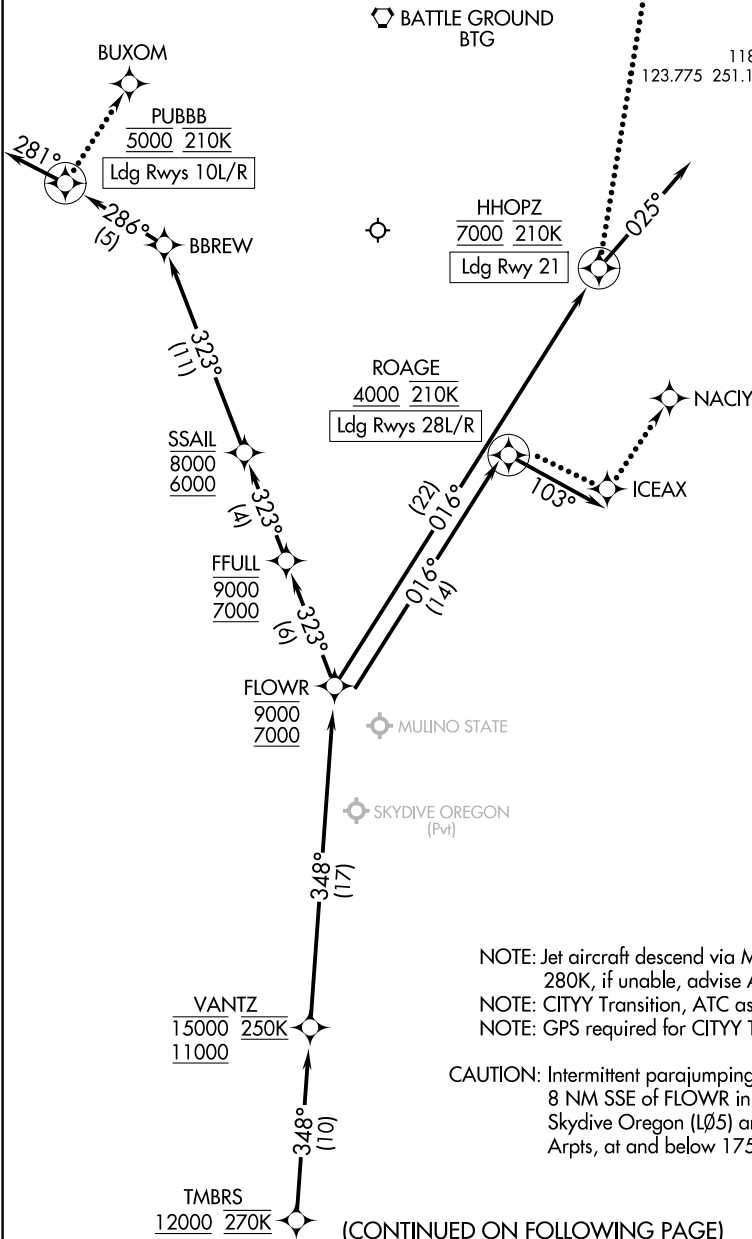 BATTLE GROUND
BTG
118
123.775 251.1
BUXOM
PUBBB
5000 210K
Ldg Rwys 10L/R
281°
286°
(5)
BBREW
HHOPZ
7000 210K
Ldg Rwy 21
025°
323°
(11)
ROAGE
4000 210K
Ldg Rwys 28L/R
NACIY
SSAIL
8000
6000
103°
ICEAX
323°
(4)
(22)
016°
016°
(14)
FFULL
9000
7000
323°
(6)
FLOWR
9000
7000
MULINO STATE
SKYDIVE OREGON
(Pvt)
348°
(17)
NOTE: Jet aircraft descend via M
280K, if unable, advise A
NOTE: CITYY Transition, ATC as
NOTE: GPS required for CITYY T
VANTZ
15000 250K
11000
CAUTION: Intermittent parajumping
8 NM SSE of FLOWR in
Skydive Oregon (LØ5) an
Arpts, at and below 175
348°
(10)
TMBRS
12000 270K
(CONTINUED ON FOLLOWING PAGE)